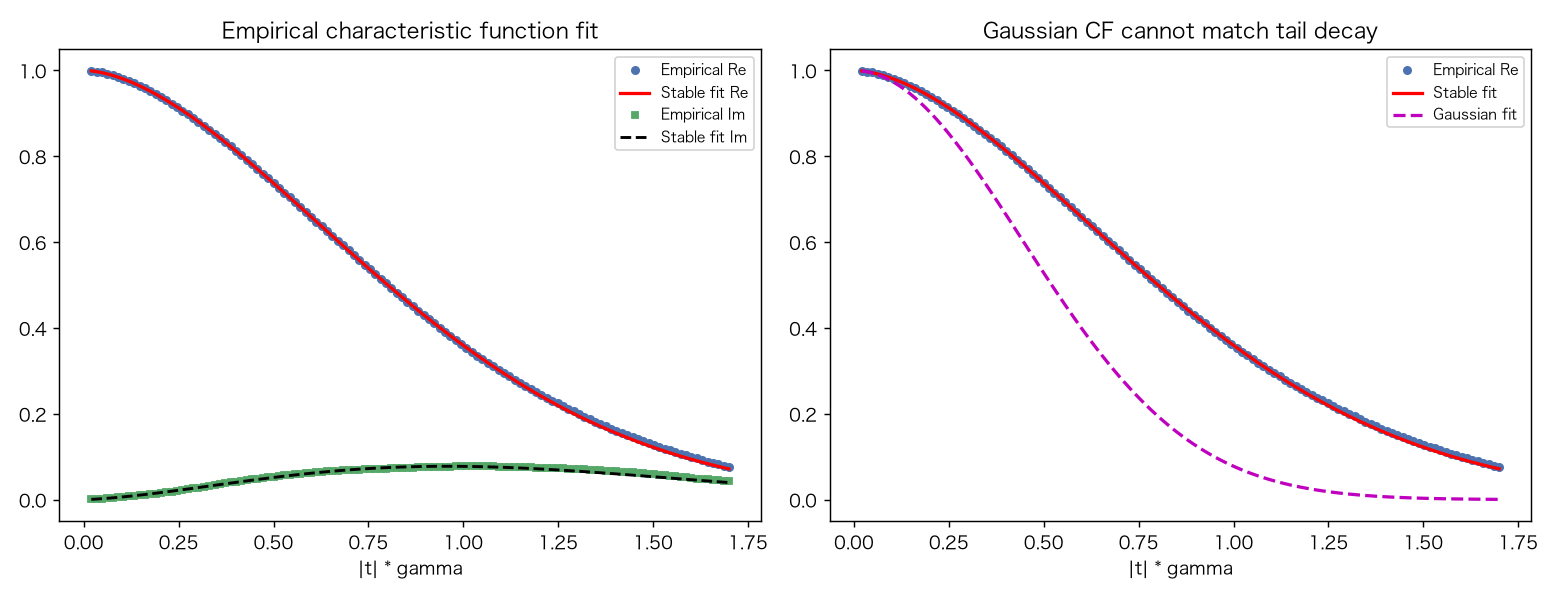 Empirical characteristic function fit
1.0
0.8
0.6
0.4
0.2
0.0
Empirical Re
Stable fit Re
Empirical Im
Stable fit Im
0.00 0.25 0.50 0.75 1.00 1.25 1.50 1.75
|t| * gamma
Gaussian CF cannot match tail decay
1.0
0.8
0.6
0.4
0.2
0.0
Empirical Re
Stable fit
Gaussian fit
0.00 0.25 0.50 0.75 1.00 1.25 1.50 1.75
|t| * gamma